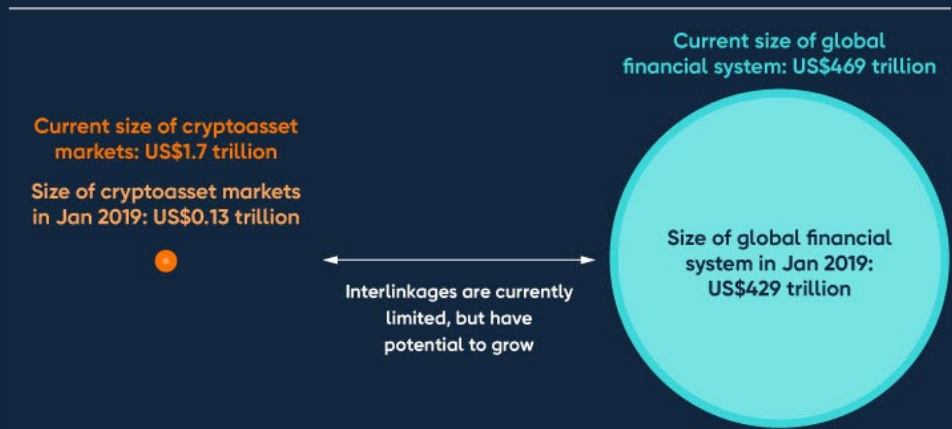 Current size of global
financial system: US$469 trillion
Current size of cryptoasset
markets: US$1.7 trillion
Size of cryptoasset markets
in Jan 2019: US$0.13 trillion
Size of global financial
system in Jan 2019:
US$429 trillion
Interlinkages are currently
limited, but have
potential to grow